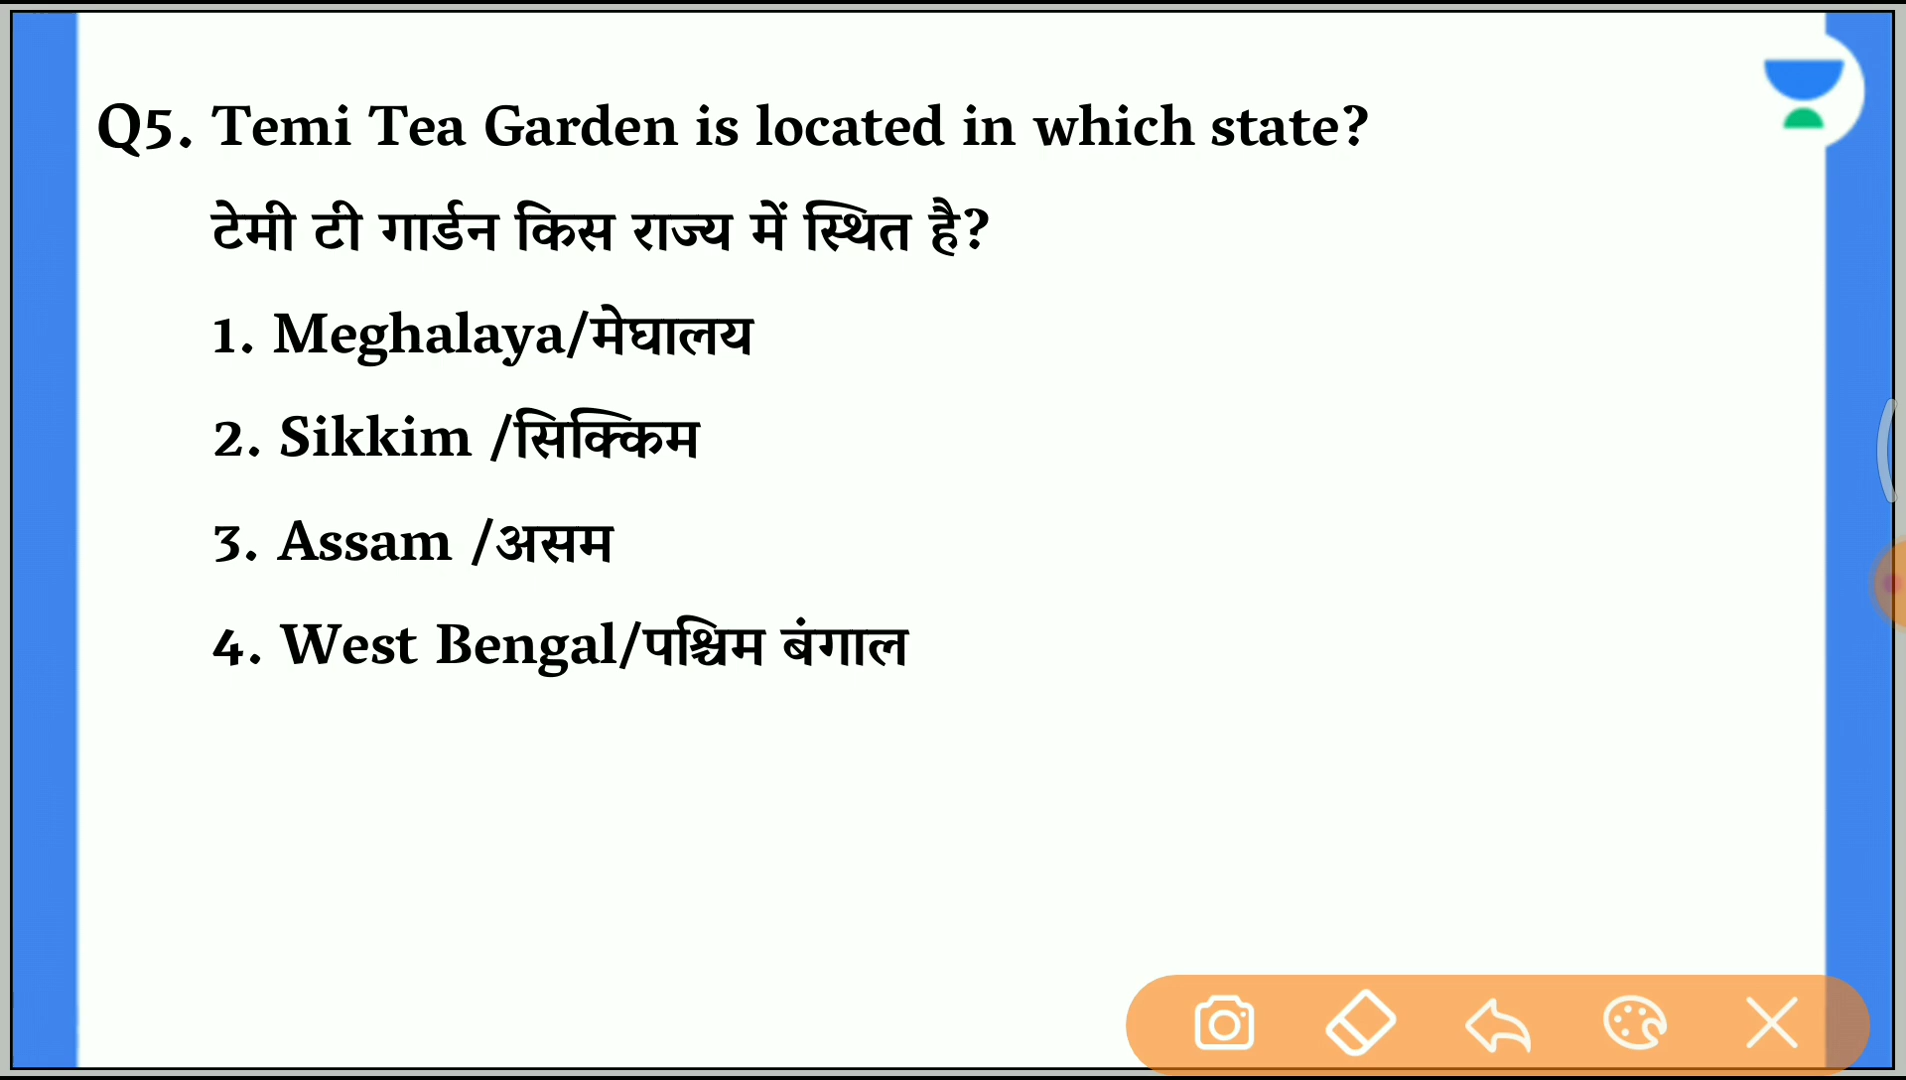 Q5. Temi Tea Garden is located in which state?
टेमी टी गार्डन किस राज्य में स्थित है?
1. Meghalaya/मेघालय
2. Sikkim /सिक्किम
3. Assam /असम
4. West Bengal/पश्चिम बंगाल